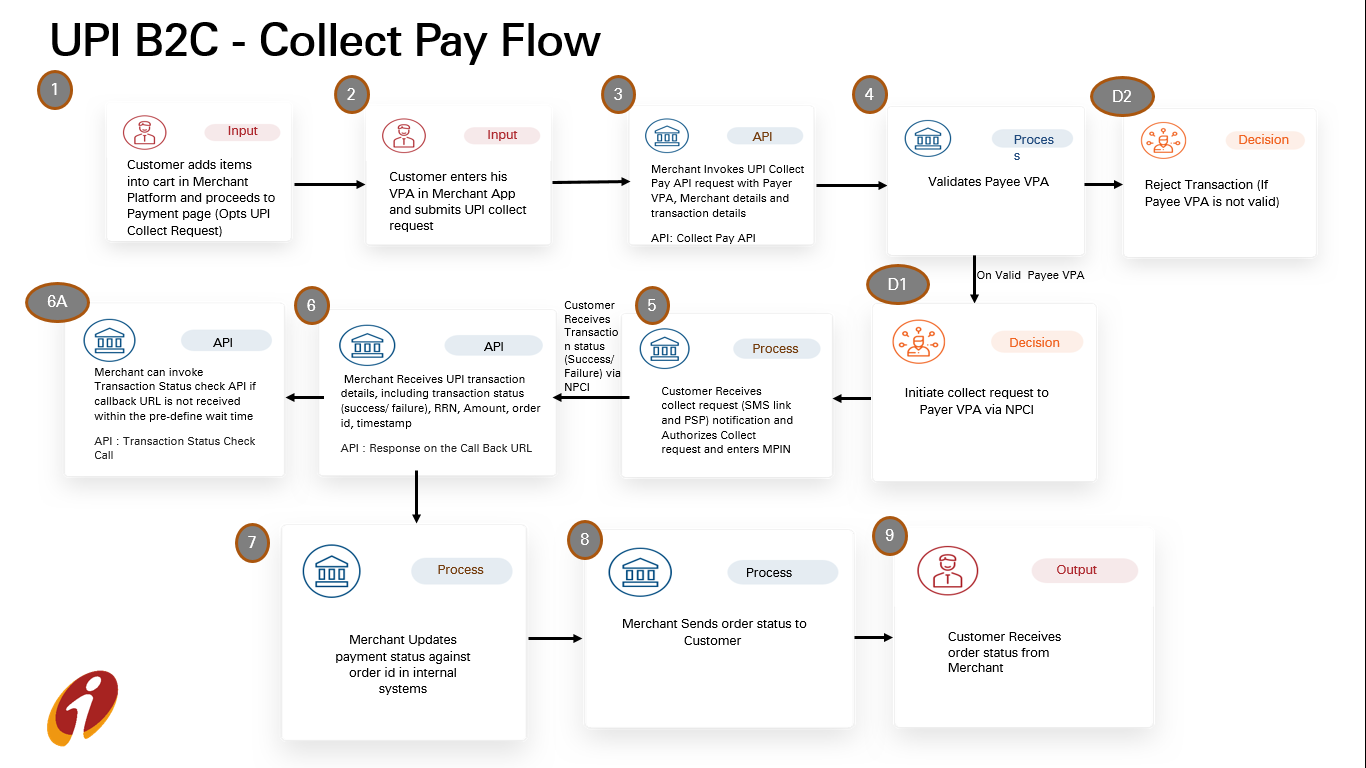 UPI B2C - Collect Pay Flow
1
Input
Customer adds items
into cart in Merchant
Platform and proceeds to
Payment page (Opts UPI
Collect Request)
2
Input
Customer enters his
VPA in Merchant App
and submits UPI collect
request
3
API
Merchant Invokes UPI Collect
Pay API request with Payer
VPA, Merchant details and
transaction details
API: Collect Pay API
4
Proces
s
Validates Payee VPA
D2
Decision
Reject Transaction (If
Payee VPA is not valid)
On Valid  Payee VPA
D1
Decision
Initiate collect request to
Payer VPA via NPCI
5
Process
Customer Receives
collect request (SMS link
and PSP) notification and
Authorizes Collect
request and enters MPIN
Customer
Receives
Transactio
n status
(Success/
Failure) via
NPCI
6
API
Merchant Receives UPI transaction
details, including transaction status
(success/ failure), RRN, Amount, order
id, timestamp
API : Response on the Call Back URL
6A
API
Merchant can invoke
Transaction Status check API if
callback URL is not received
within the pre-define wait time
API : Transaction Status Check
Call
7
Process
Merchant Updates
payment status against
order id in internal
systems
8
Process
Merchant Sends order status to
Customer
9
Output
Customer Receives
order status from
Merchant